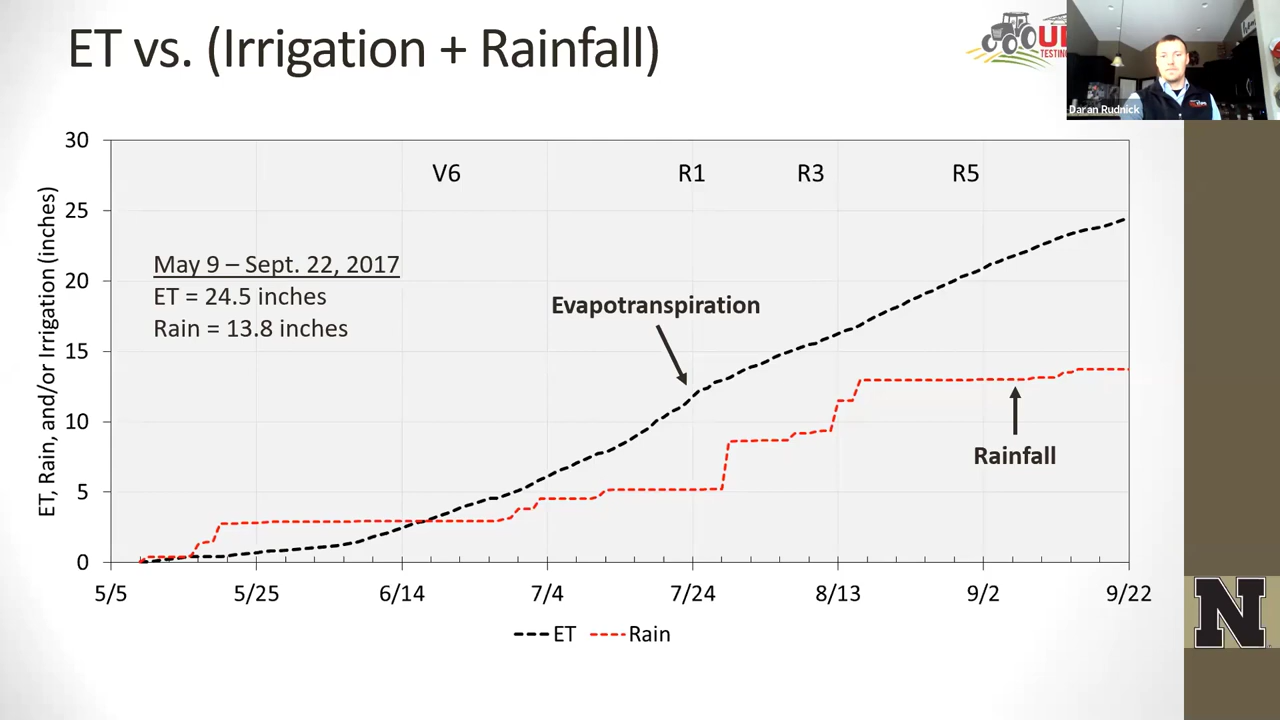 ET vs. (Irrigation + Rainfall)
TESTING
Daran Rudnick
ET, Rain, and/or Irrigation (inches)
30
25
20
15
10
5
0
V6 R1 R3 R5
May 9 – Sept. 22, 2017
ET = 24.5 inches
Rain = 13.8 inches
Evapotranspiration
Rainfall
5/5 5/25 6/14 7/4 7/24 8/13 9/2 9/22
ET Rain
N